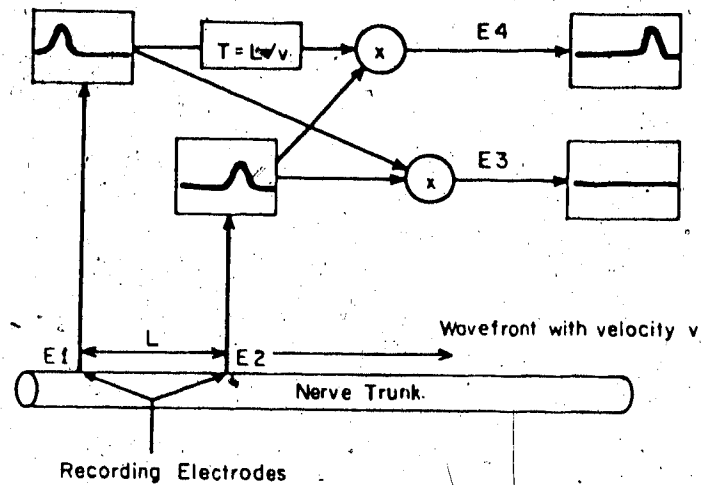 E4
T = L/v
x
E3
x
Wavefront with velocity v
L
E1
E2
Nerve Trunk.
Recording Electrodes